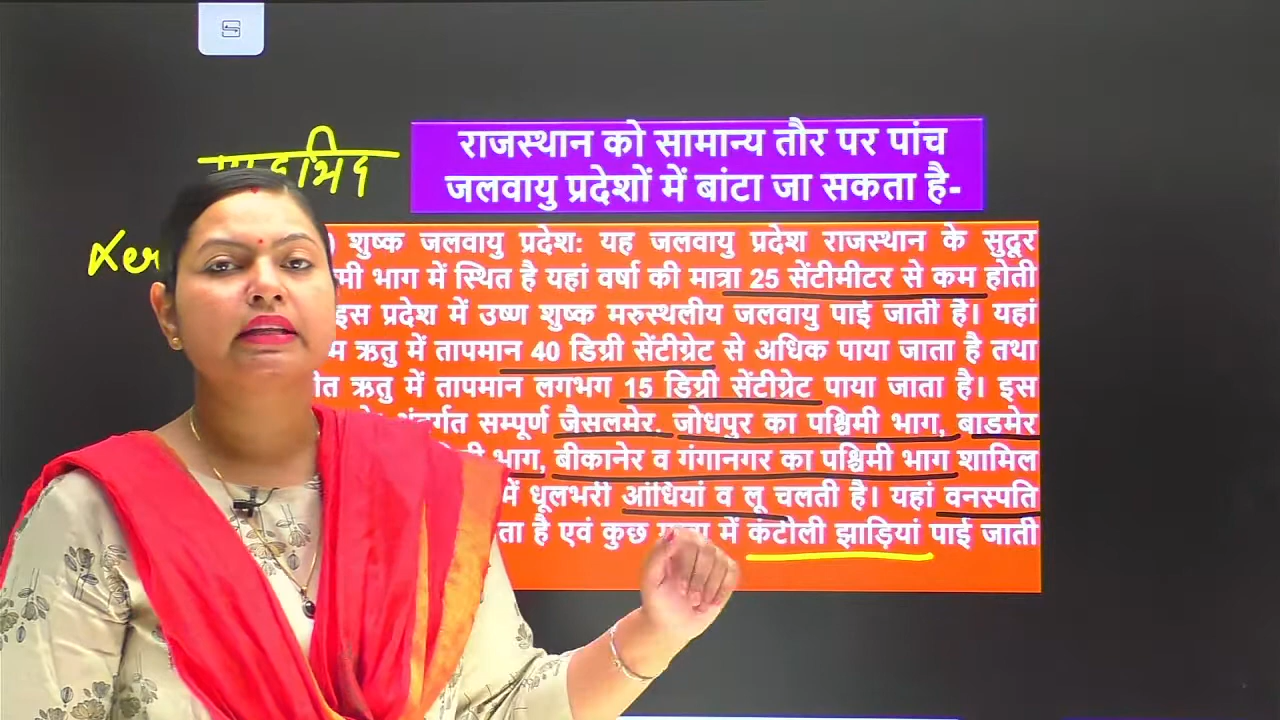 राजस्थान को सामान्य तौर पर पांच
जलवायु प्रदेशों में बांटा जा सकता है-
शुष्क जलवायु प्रदेश: यह जलवायु प्रदेश राजस्थान के सुदूर
xer
भाग में स्थित है यहां वर्षा की मात्रा 25 सेंटीमीटर से कम होती
इस प्रदेश में उष्ण शुष्क मरुस्थलीय जलवायु पाई जाती है। यहां
ऋतु में तापमान 40 डिग्री सेंटीग्रेट से अधिक पाया जाता है तथा
ऋतु में तापमान लगभग 15 डिग्री सेंटीग्रेट पाया जाता है। इस
सम्पूर्ण जैसलमेर, जोधपुर का पश्चिमी भाग, बाडमेर
भाग, बीकानेर व गंगानगर का पश्चिमी भाग शामिल
में धूलभरी आंधियां व लू चलती है। यहां वनस्पति
है एवं कुछ में कंटोली झाड़ियां पाई जाती